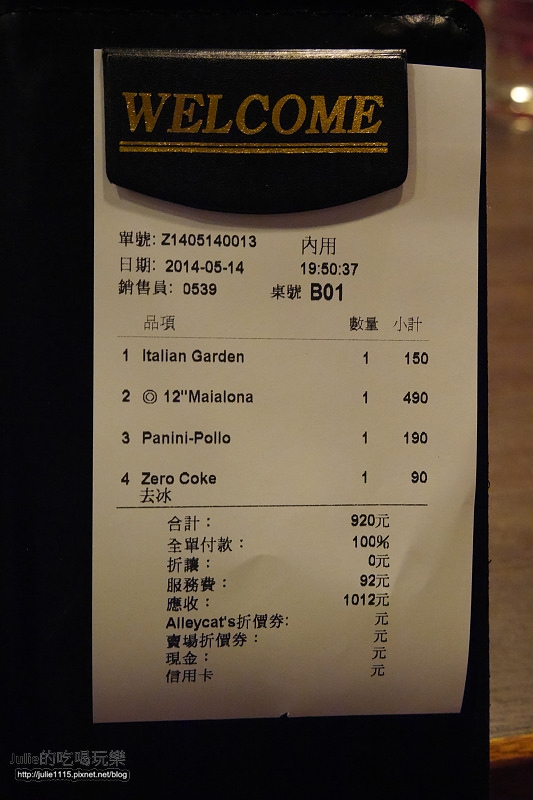 WELCOME
單號: Z1405140013 內用
日期: 2014-05-14 19:50:37
銷售員: 0539 桌號 B01
品項 數量 小計
1 Italian Garden 1 150
2 ◎ 12"Maialona 1 490
3 Panini-Pollo 1 190
4 Zero Coke 1 90
去冰
合計： 920元
全單付款： 100%
折讓： 0元
服務費： 92元
應收： 1012元
Alleycat's折價券: 元
賣場折價券： 元
現金： 元
信用卡 元
Julie的吃喝玩樂
http://julie1115.pixnet.net/blog